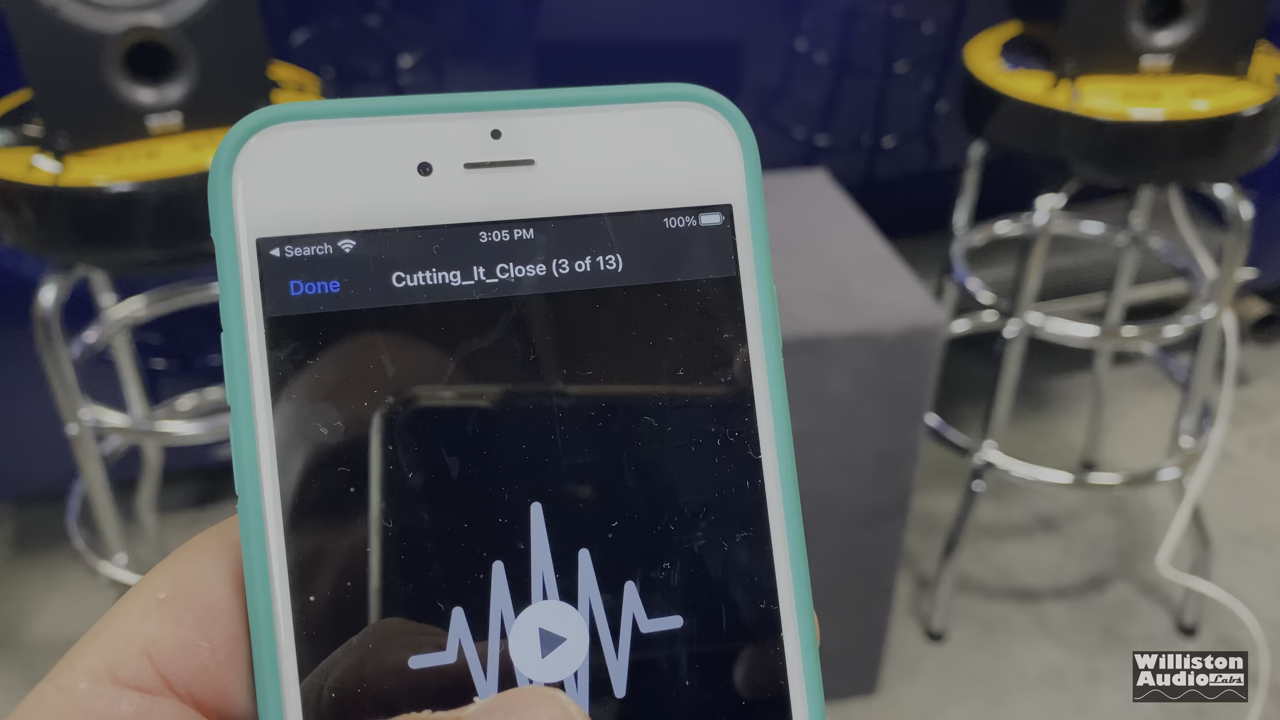 ◀ Search 3:05 PM 100%
Done Cutting_It_Close (3 of 13)
Williston
Audio Labs